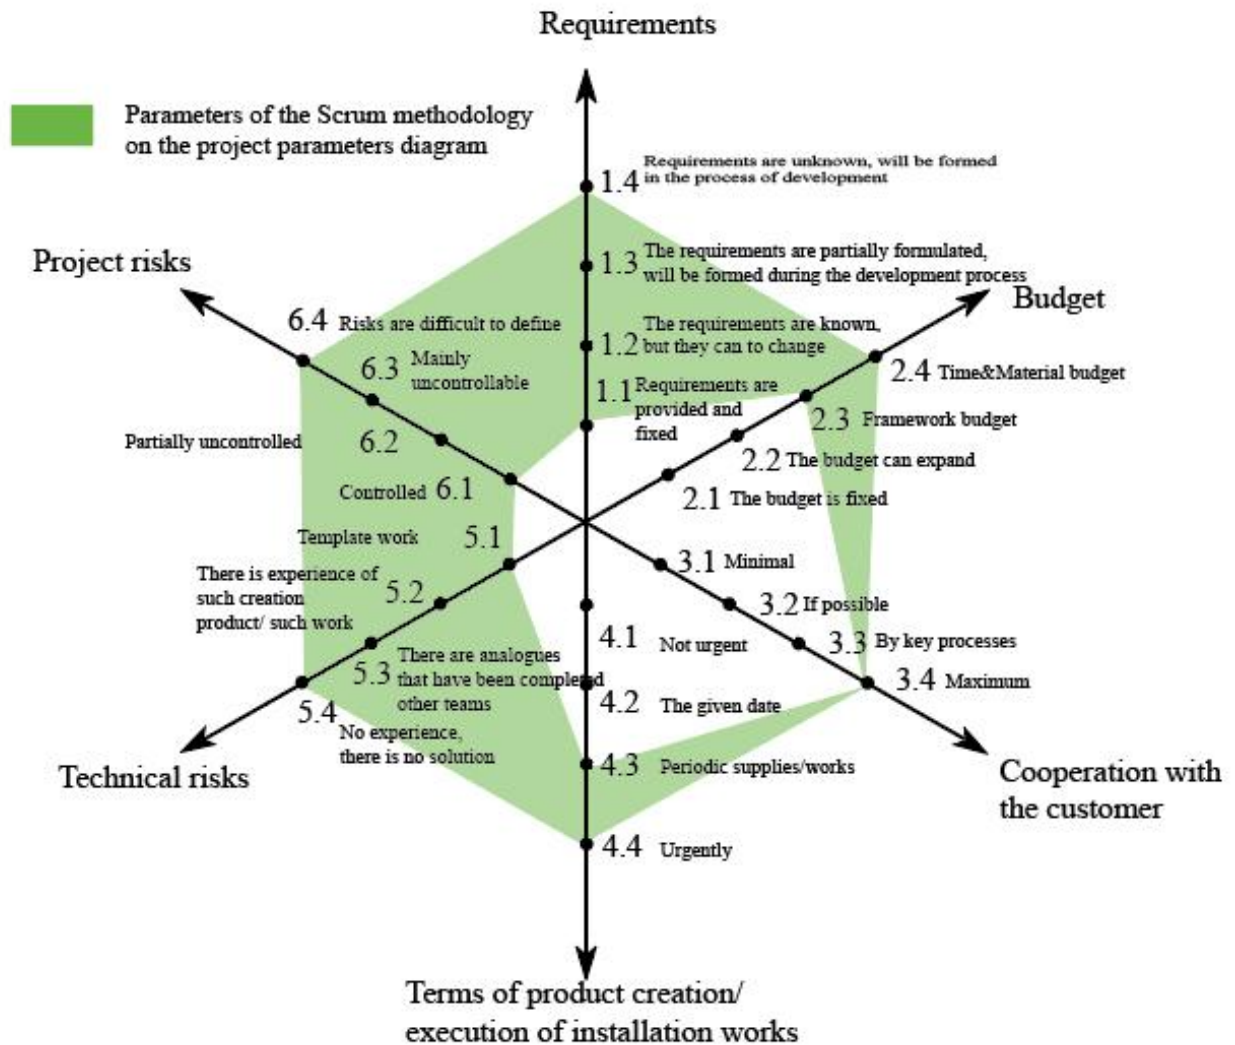 Requirements
Parameters of the Scrum methodology
on the project parameters diagram
1.4 Requirements are unknown, will be formed
in the process of development
1.3 The requirements are partially formulated,
will be formed during the development process
1.2 The requirements are known,
but they can to change
1.1 Requirements are
provided and
fixed
Budget
2.4 Time&Material budget
2.3 Framework budget
2.2 The budget can expand
2.1 The budget is fixed
3.1 Minimal
3.2 If possible
3.3 By key processes
3.4 Maximum
Cooperation with
the customer
4.1 Not urgent
4.2 The given date
4.3 Periodic supplies/works
4.4 Urgently
Terms of product creation/
execution of installation works
Template work 5.1
There is experience of
such creation
product/ such work
5.2
5.3 There are analogues
that have been completed
other teams
5.4
No experience,
there is no solution
Technical risks
Project risks
6.4 Risks are difficult to define
6.3 Mainly
uncontrollable
Partially uncontrolled 6.2
Controlled 6.1